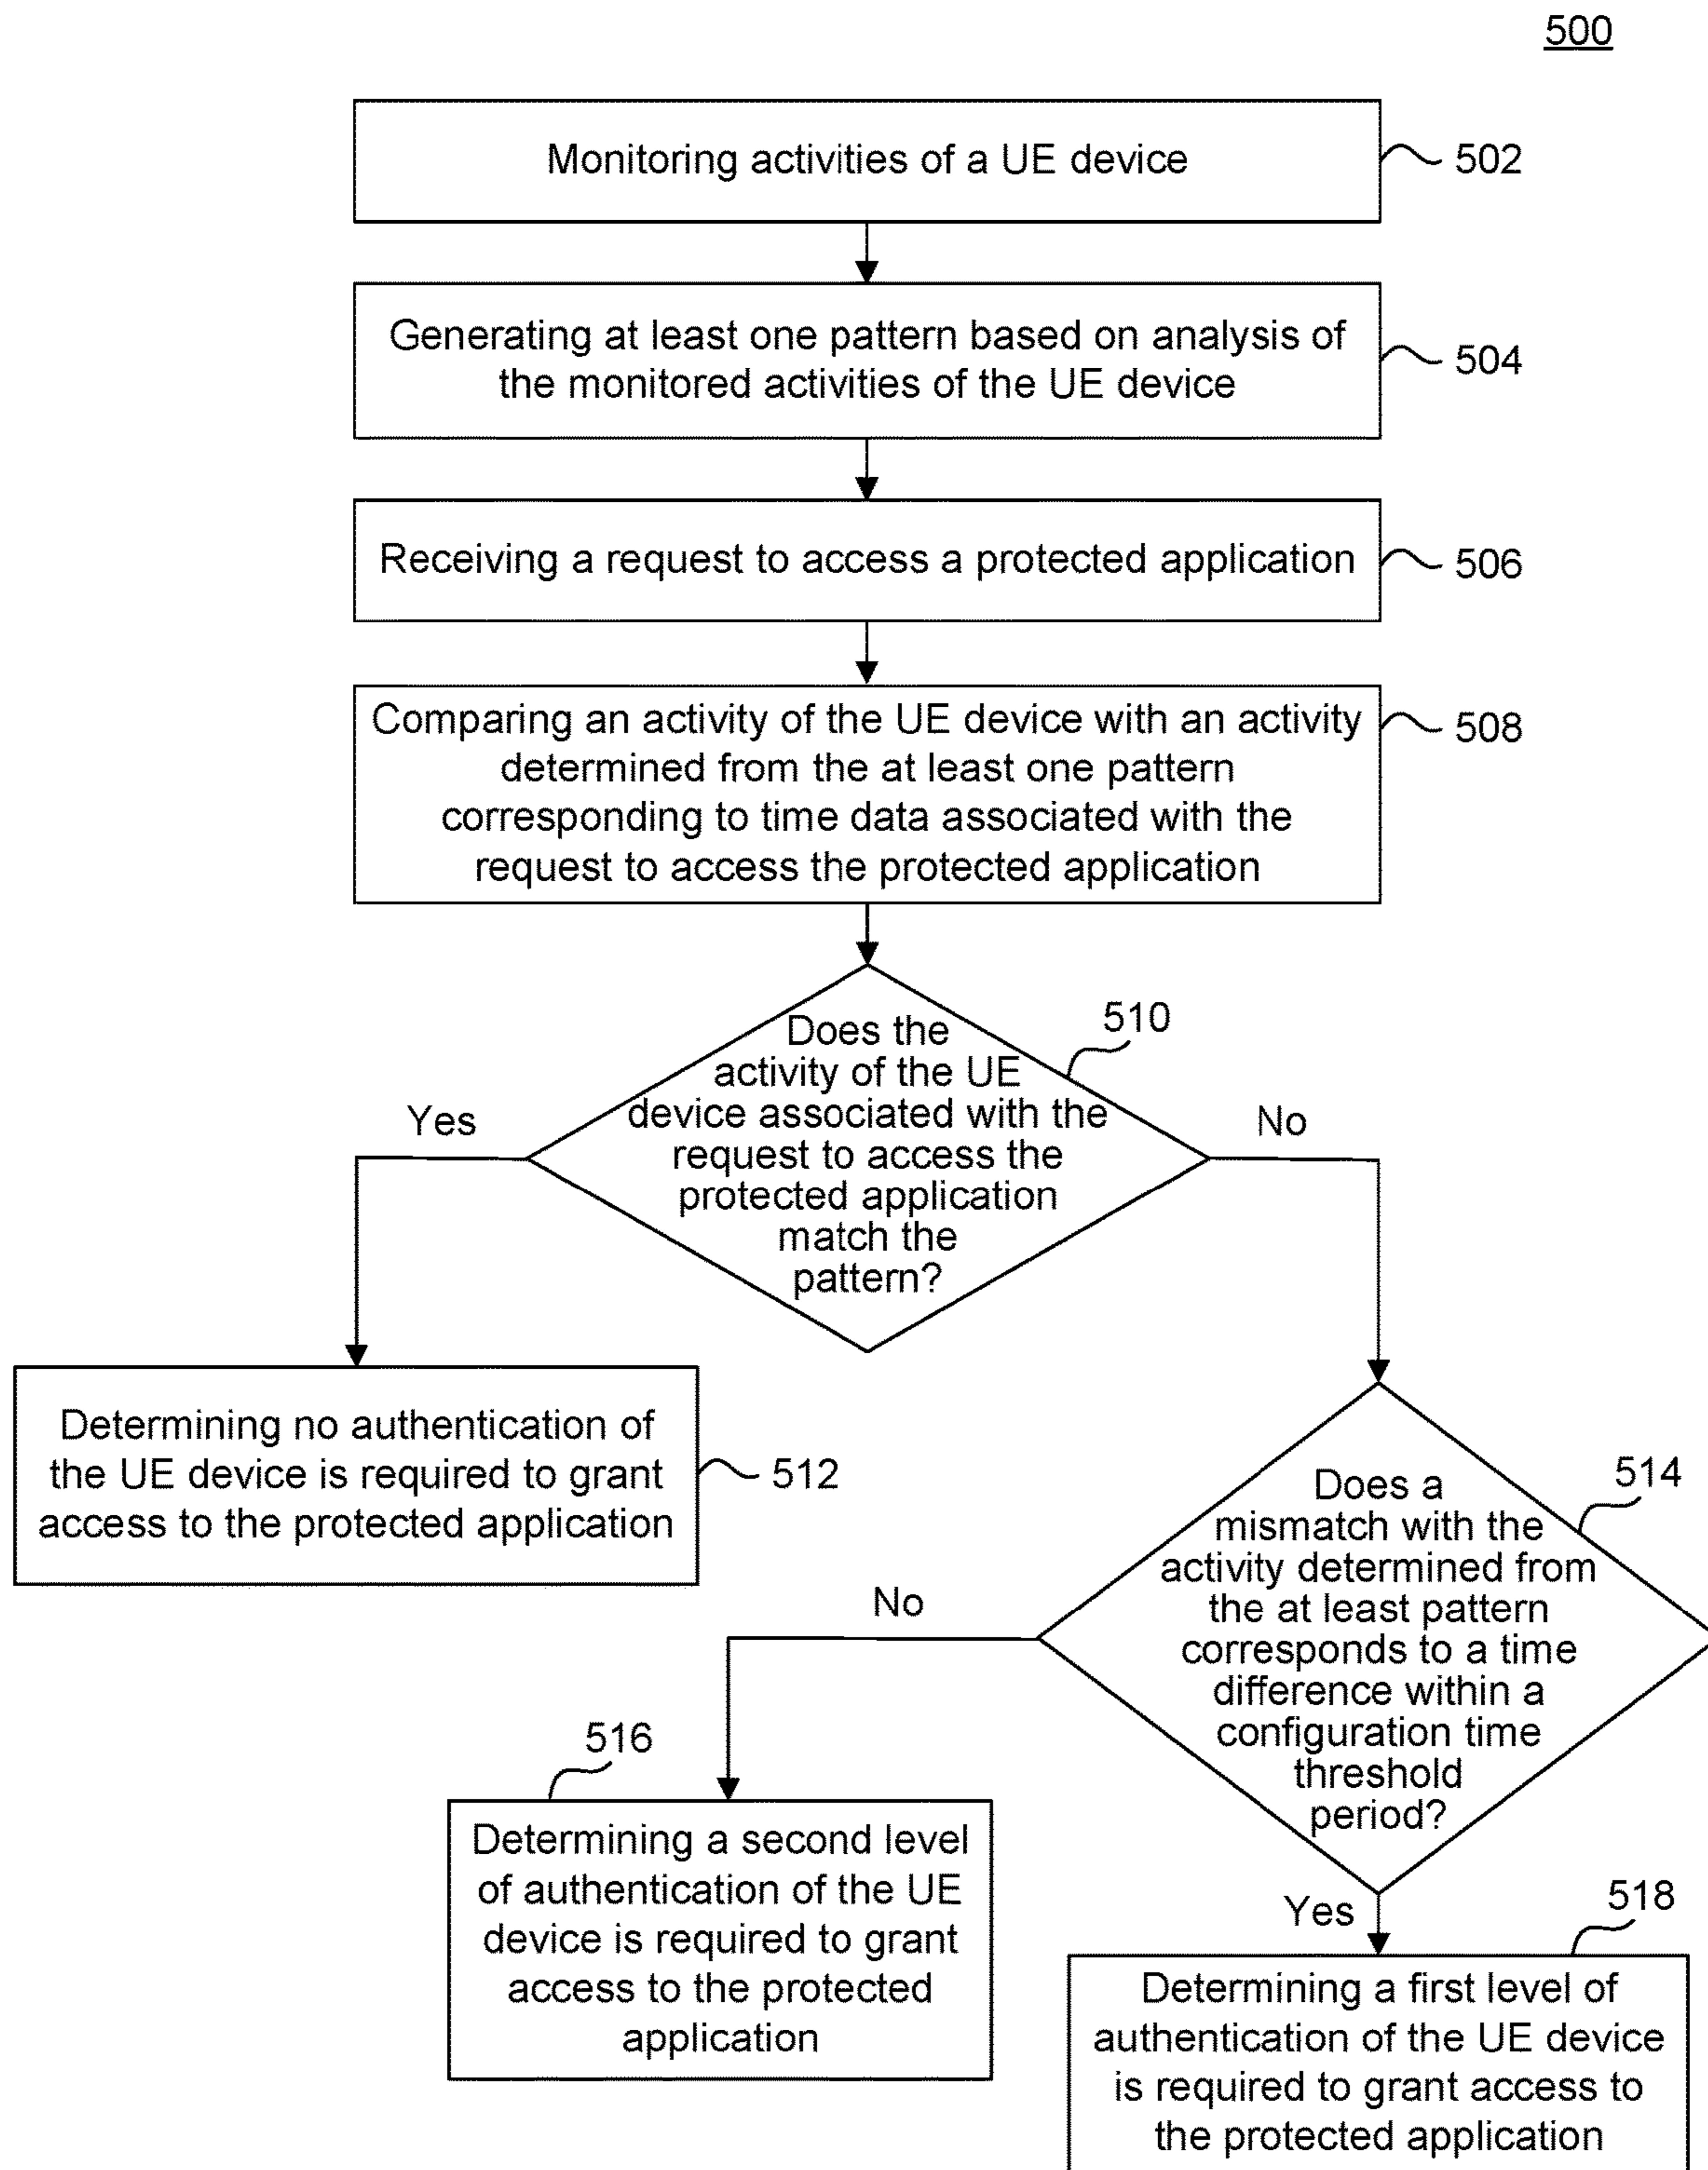 500
Monitoring activities of a UE device
502
Generating at least one pattern based on analysis of
the monitored activities of the UE device
504
Receiving a request to access a protected application
506
Comparing an activity of the UE device with an activity
determined from the at least one pattern
corresponding to time data associated with the
request to access the protected application
508
Does the
activity of the UE
device associated with the
request to access the
protected application
match the
pattern?
510
Yes
No
Determining no authentication of
the UE device is required to grant
access to the protected application
512
Does a
mismatch with the
activity determined from
the at least pattern
corresponds to a time
difference within a
configuration time
threshold
period?
514
No
Yes
516
Determining a second level
of authentication of the UE
device is required to grant
access to the protected
application
518
Determining a first level of
authentication of the UE device
is required to grant access to
the protected application